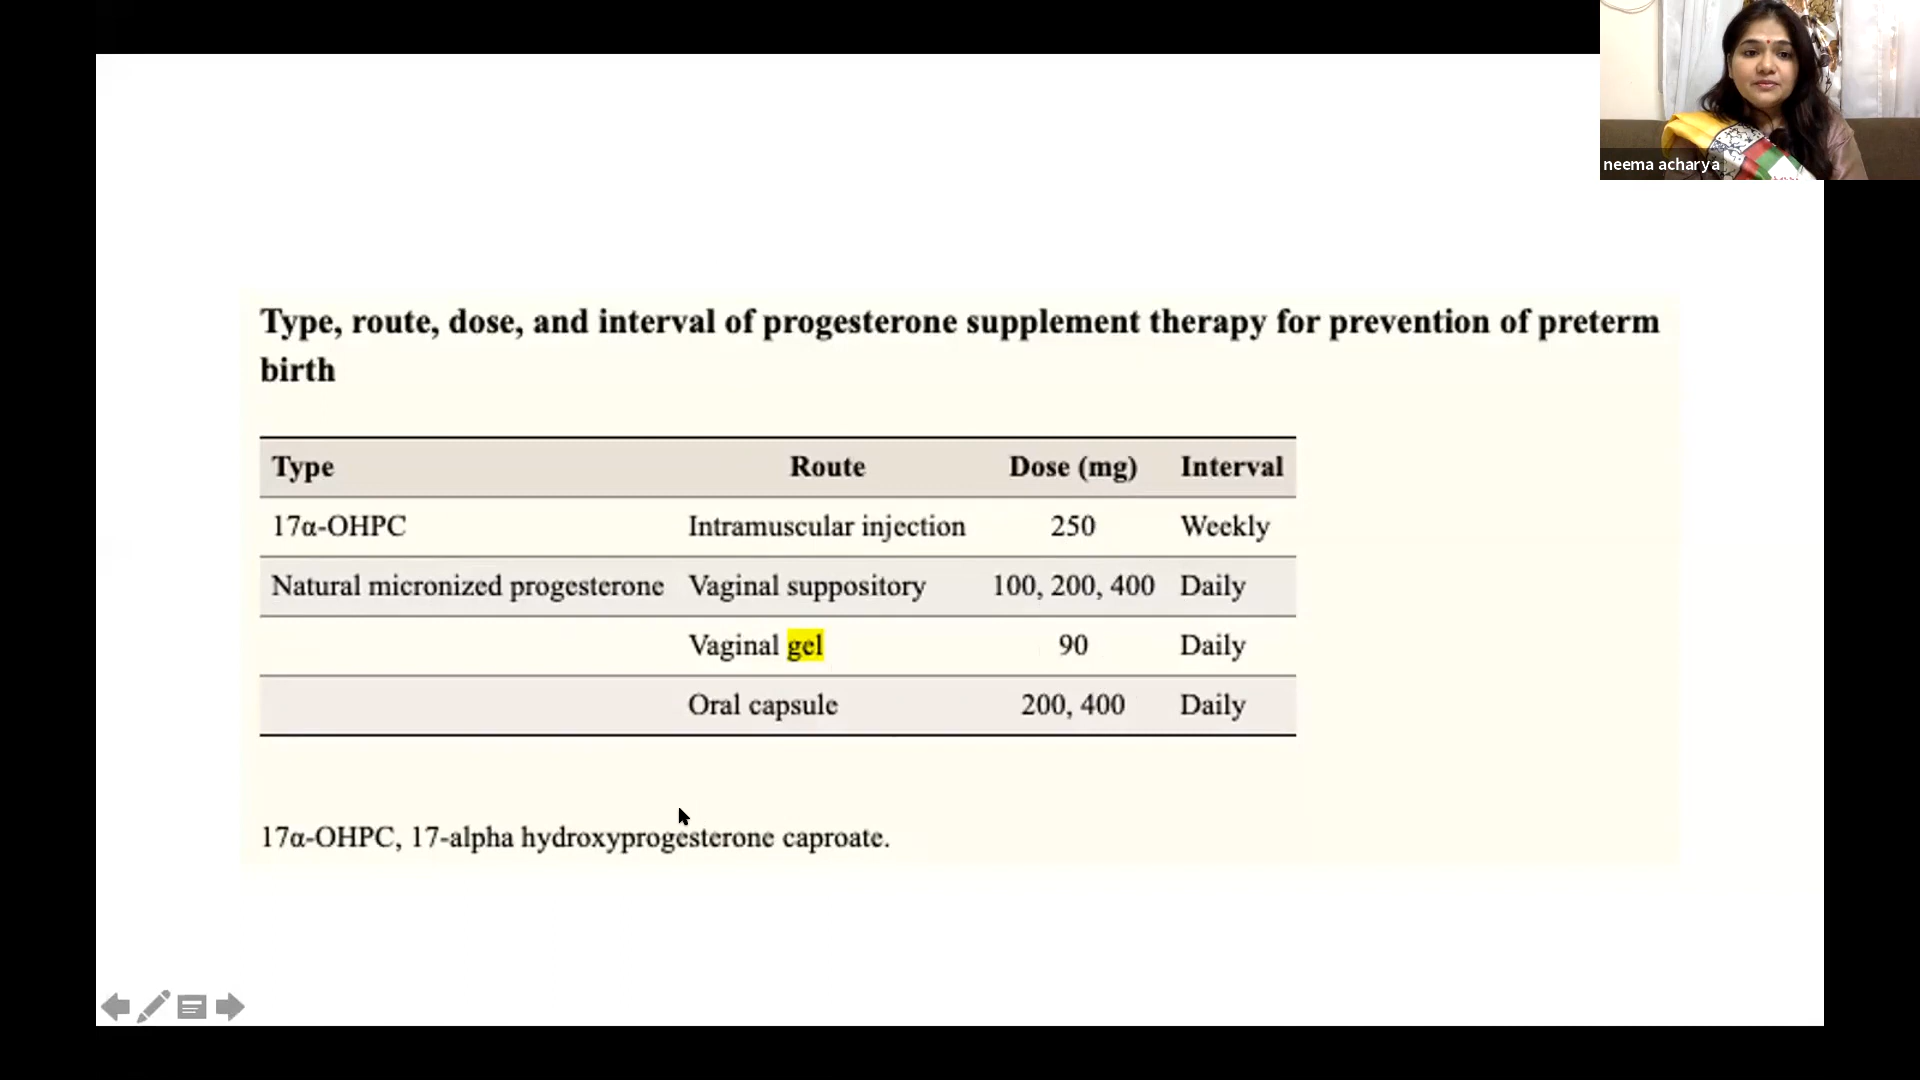 neema acharya
Type, route, dose, and interval of progesterone supplement therapy for prevention of preterm
birth
Type Route Dose (mg) Interval
17α-OHPC Intramuscular injection 250 Weekly
Natural micronized progesterone Vaginal suppository 100, 200, 400 Daily
Vaginal gel 90 Daily
Oral capsule 200, 400 Daily
17α-OHPC, 17-alpha hydroxyprogesterone caproate.